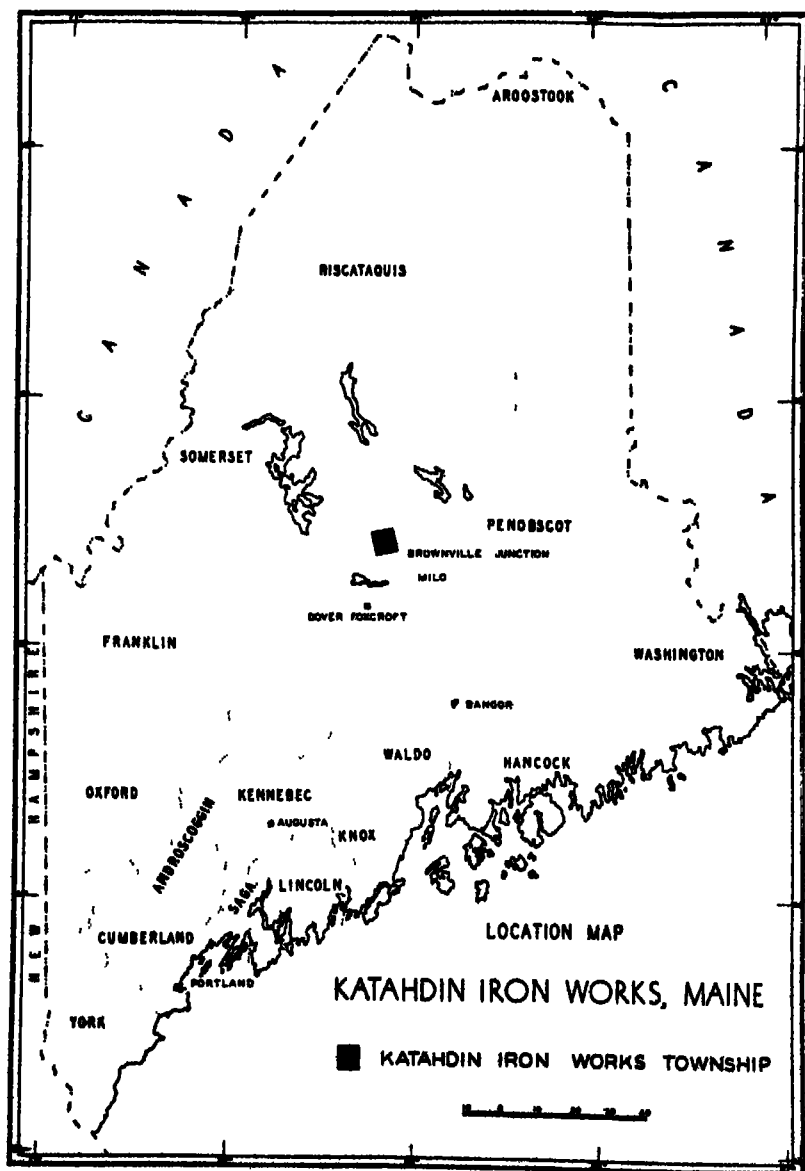 AROOSTOOK
CANADA
CANADA
RISCATAQUIS
SOMERSET
PENOBSCOT
BROWNVILLE JUNCTION
MILO
DOVER FOXCROFT
FRANKLIN
WASHINGTON
NEW HAMPSHIRE
BANGOR
WALDO
HANCOCK
OXFORD
KENNEBEC
AUGUSTA
KNOX
ANDROSCOGGIN
SAGA.
LINCOLN
CUMBERLAND
PORTLAND
YORK
LOCATION MAP
KATAHDIN IRON WORKS, MAINE
KATAHDIN IRON WORKS TOWNSHIP